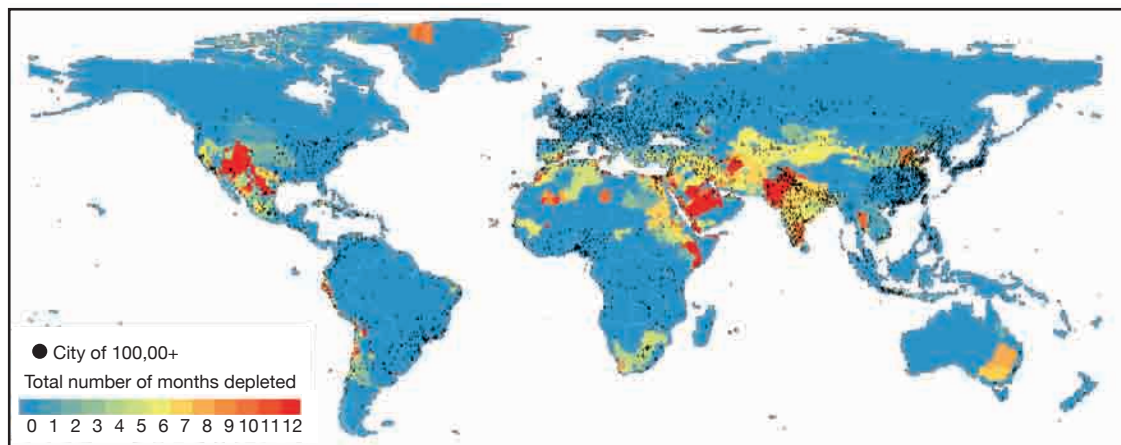 City of 100,00+
Total number of months depleted
0 1 2 3 4 5 6 7 8 9 10 11 12